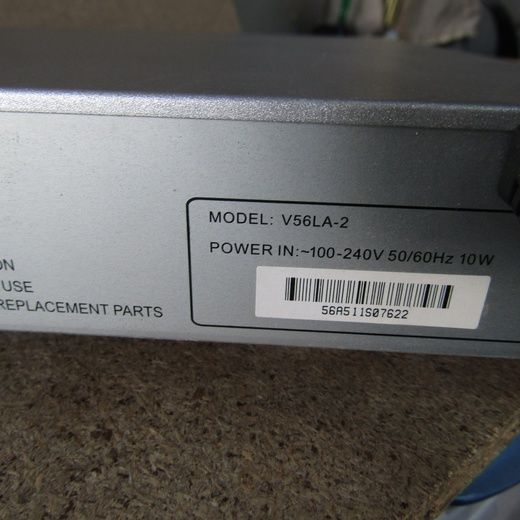 MODEL: V56LA-2
POWER IN:~100-240V 50/60Hz 10W
ON
USE
REPLACEMENT PARTS
56A511S07622